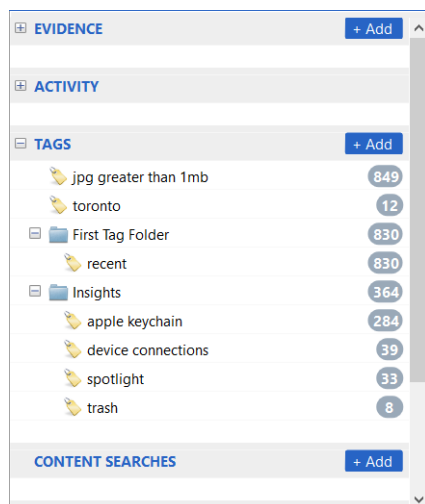 EVIDENCE + Add
ACTIVITY
TAGS + Add
jpg greater than 1mb 849
toronto 12
First Tag Folder 830
recent 830
Insights 364
apple keychain 284
device connections 39
spotlight 33
trash 8
CONTENT SEARCHES + Add